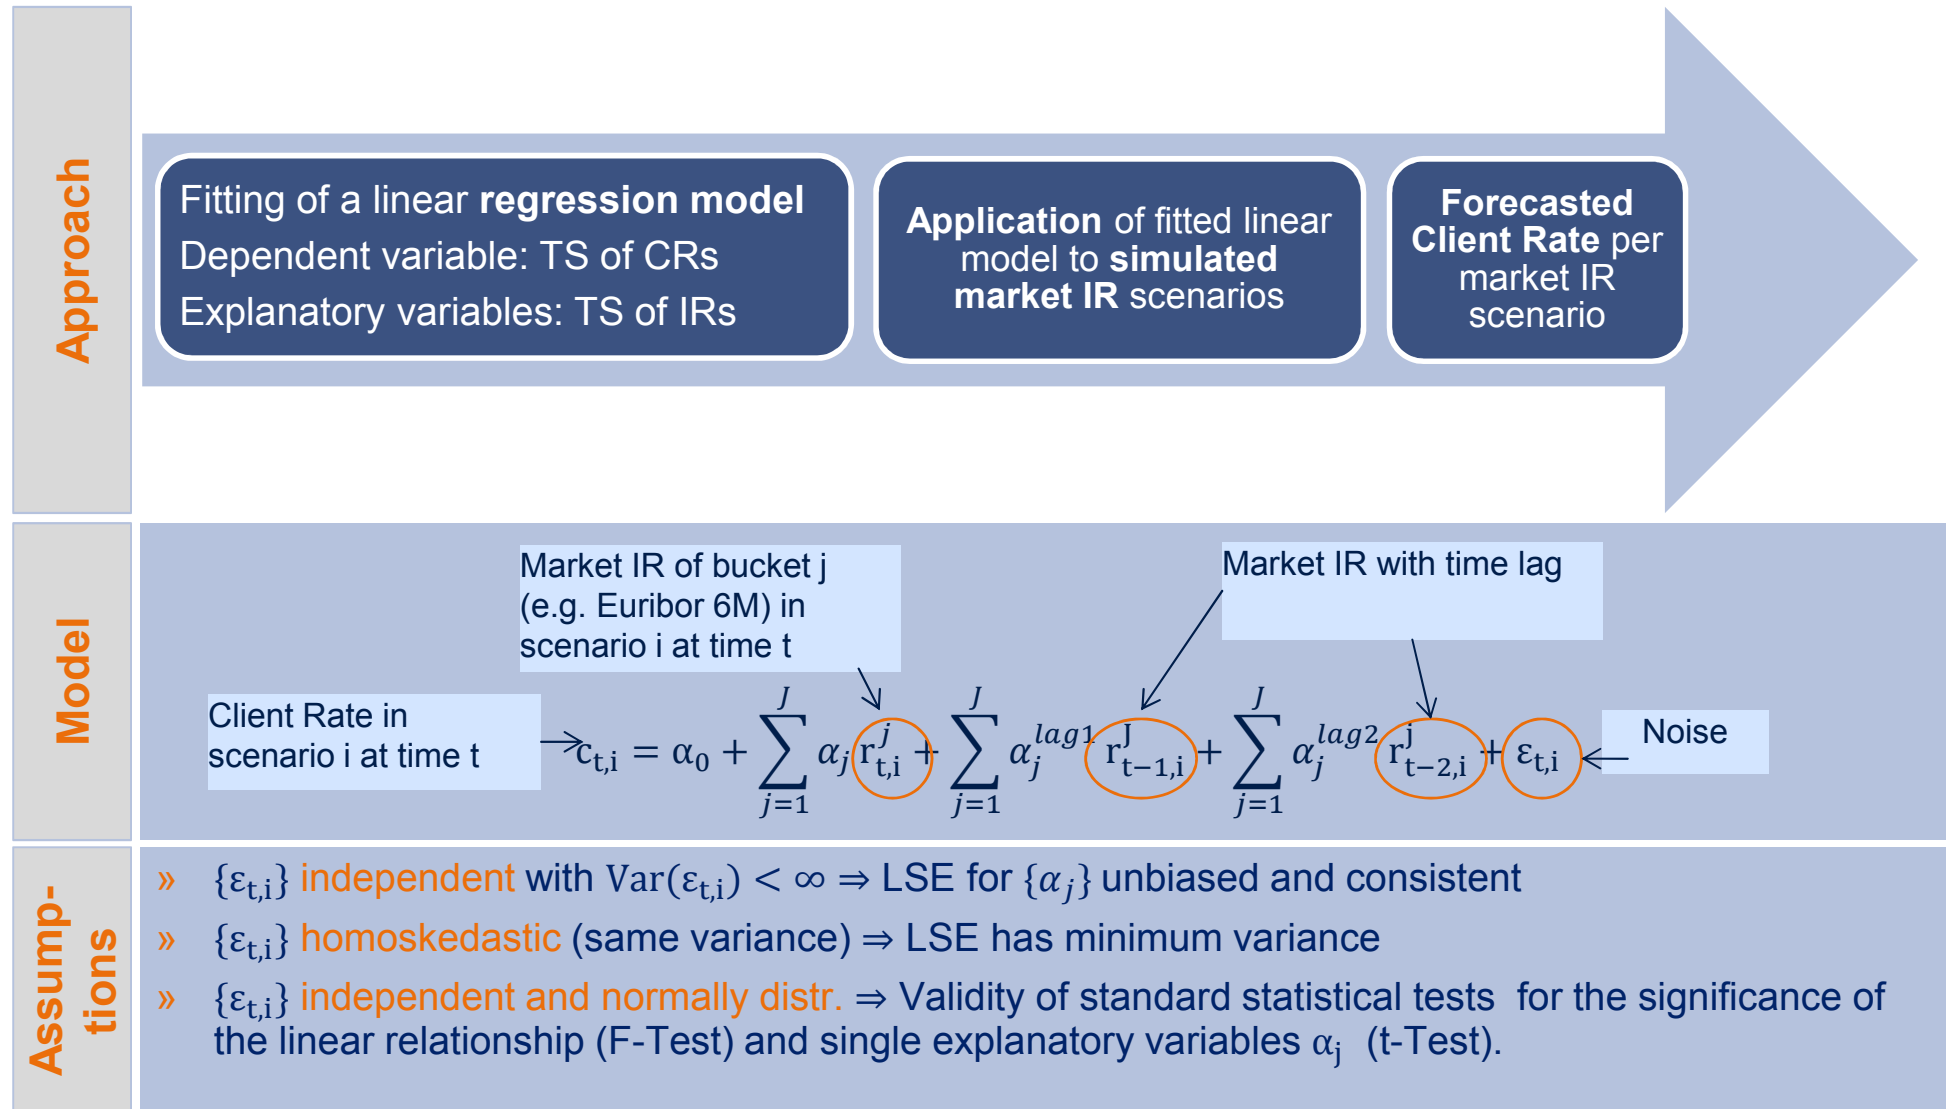 Approach
Fitting of a linear regression model
Dependent variable: TS of CRs
Explanatory variables: TS of IRs
Application of fitted linear
model to simulated
market IR scenarios
Forecasted
Client Rate per
market IR
scenario
Model
Market IR of bucket j
(e.g. Euribor 6M) in
scenario i at time t
Market IR with time lag
Client Rate in
scenario i at time t
c_{t,i} = α_0 + \sum_{j=1}^{J} α_j r_{t,i}^{j} + \sum_{j=1}^{J} α_j^{lag1} r_{t−1,i}^{J} + \sum_{j=1}^{J} α_j^{lag2} r_{t−2,i}^{j} + ε_{t,i}
Noise
Assump-
tions
» {ε_{t,i}} independent with Var(ε_{t,i}) < ∞ ⇒ LSE for {α_j} unbiased and consistent
» {ε_{t,i}} homoskedastic (same variance) ⇒ LSE has minimum variance
» {ε_{t,i}} independent and normally distr. ⇒ Validity of standard statistical tests for the significance of
the linear relationship (F-Test) and single explanatory variables α_j (t-Test).